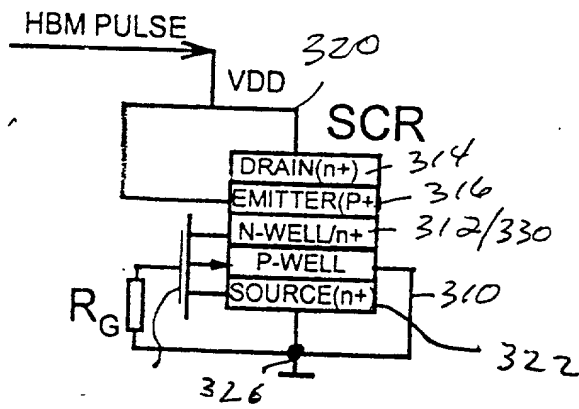 HBM PULSE
320
VDD
SCR
DRAIN(n+)
314
EMITTER(P+
316
N-WELL/n+
312/330
P-WELL
SOURCE(n+)
310
RG
322
326